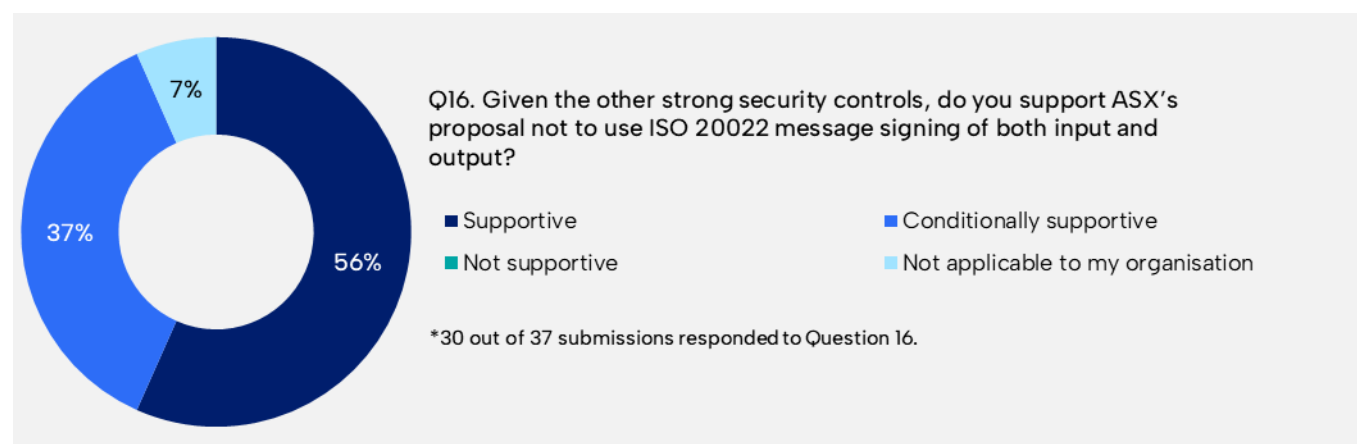 7%
37%
56%
Q16. Given the other strong security controls, do you support ASX's
proposal not to use ISO 20022 message signing of both input and
output?
Supportive
Conditionally supportive
Not supportive
Not applicable to my organisation
*30 out of 37 submissions responded to Question 16.